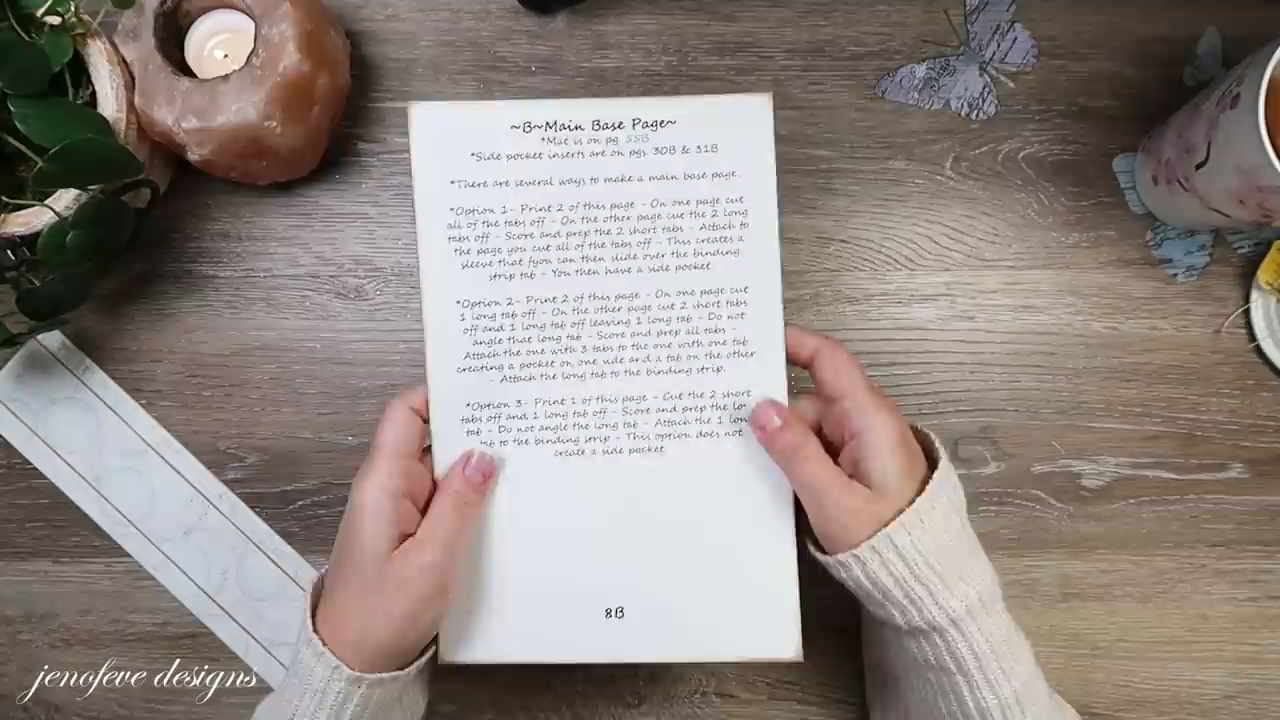 ~B~Main Base Page~
*Mat is on pg. 55B
*Side pocket inserts are on pgs. 30B & 31B
*There are several ways to make a main base page.
*Option 1- Print 2 of this page - On one page cut
all of the tabs off - On the other page cut the 2 long
tabs off - Score and prep the 2 short tabs - Attach to
the page you cut all of the tabs off - This creates a
sleeve that you can then slide over the binding
strip tab - You then have a side pocket
*Option 2- Print 2 of this page - On one page cut
1 long tab off - On the other page cut 2 short tabs
off and 1 long tab off leaving 1 long tab - Do not
angle that long tab - Score and prep all tabs -
Attach the one with 3 tabs to the one with one tab
creating a pocket on one side and a tab on the other
- Attach the long tab to the binding strip.
*Option 3- Print 1 of this page - Cut the 2 short
tabs off and 1 long tab off - Score and prep the
tab - Do not angle the long tab - Attach the 1
to the binding strip - This option does not
create a side pocket
8B
jenofeve designs